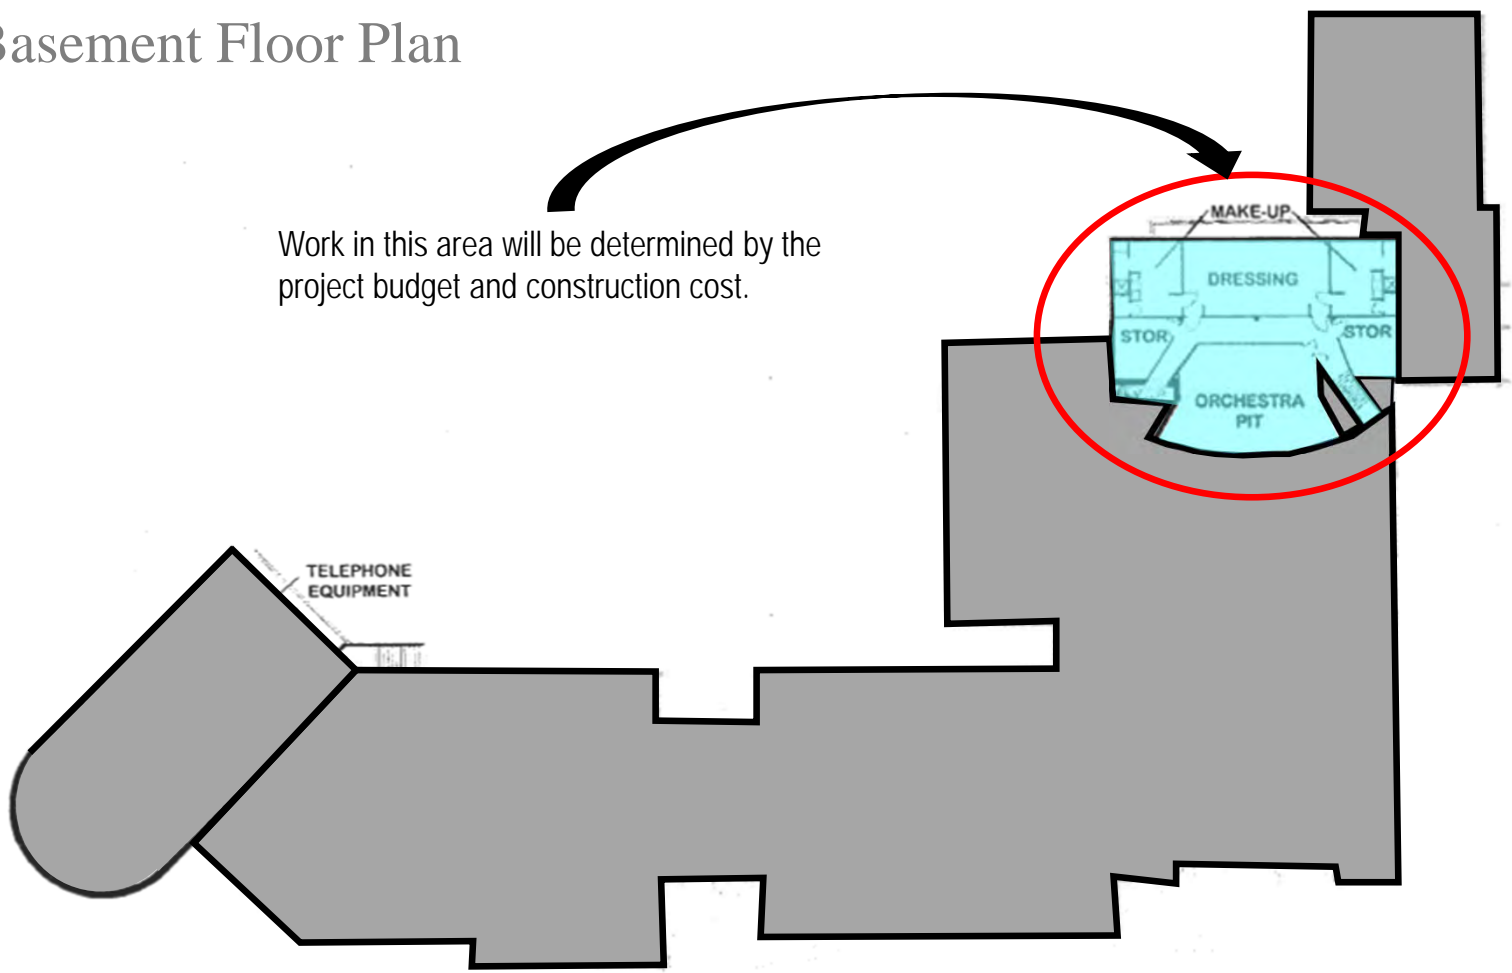 Basement Floor Plan
Work in this area will be determined by the
project budget and construction cost.
MAKE-UP
DRESSING
STOR
STOR
ORCHESTRA
PIT
TELEPHONE
EQUIPMENT